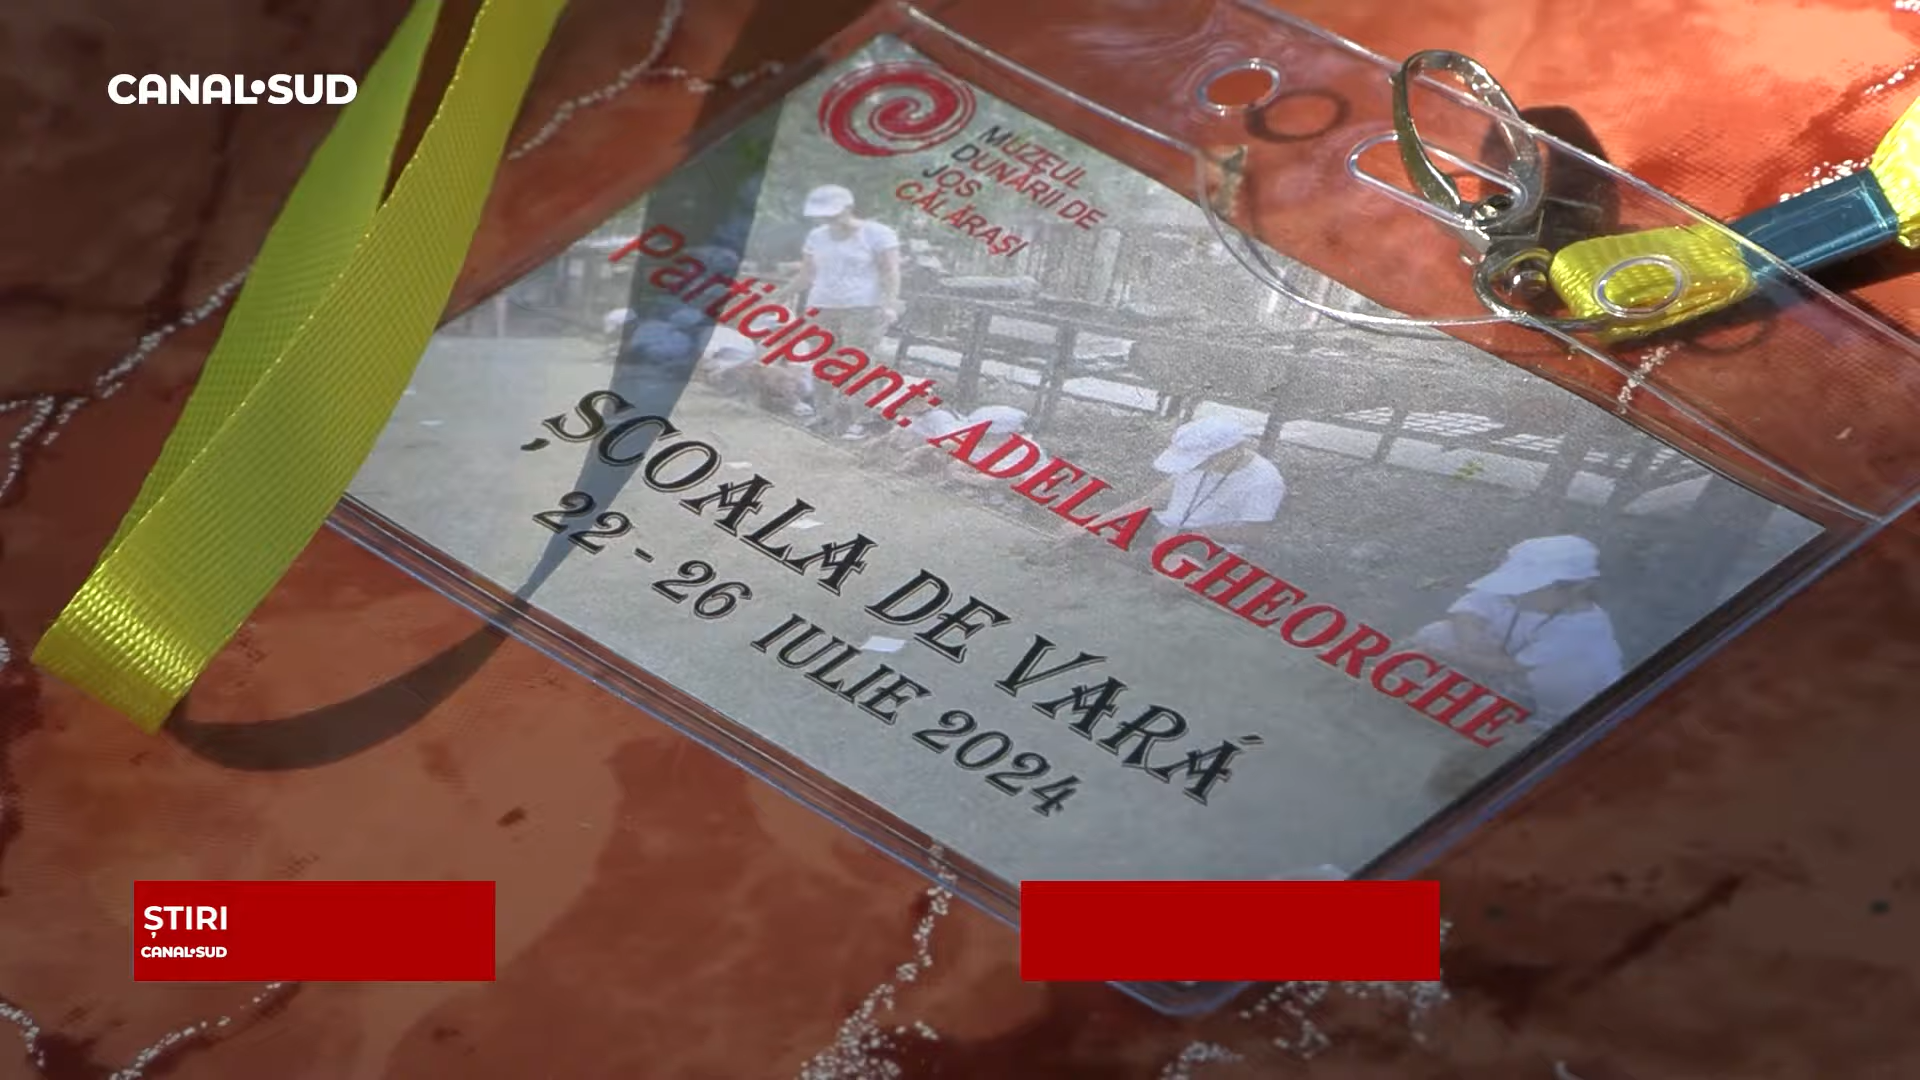 CANAL•SUD
MUZEUL
DUNĂRII DE
JOS
CĂLĂRAȘI
Participant: ADELA GHEORGHE
ȘCOALA DE VARĂ
22 - 26 IULIE 2024
ȘTIRI
CANAL•SUD